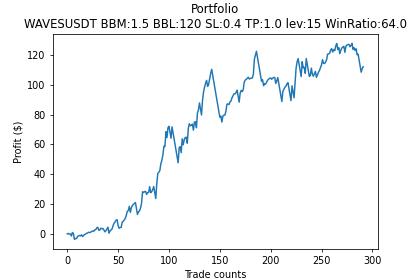 Portfolio
WAVESUSDT BBM:1.5 BBL:120 SL:0.4 TP:1.0 lev:15 WinRatio:64.0
120
100
80
60
40
20
0
Profit ($)
0 50 100 150 200 250 300
Trade counts